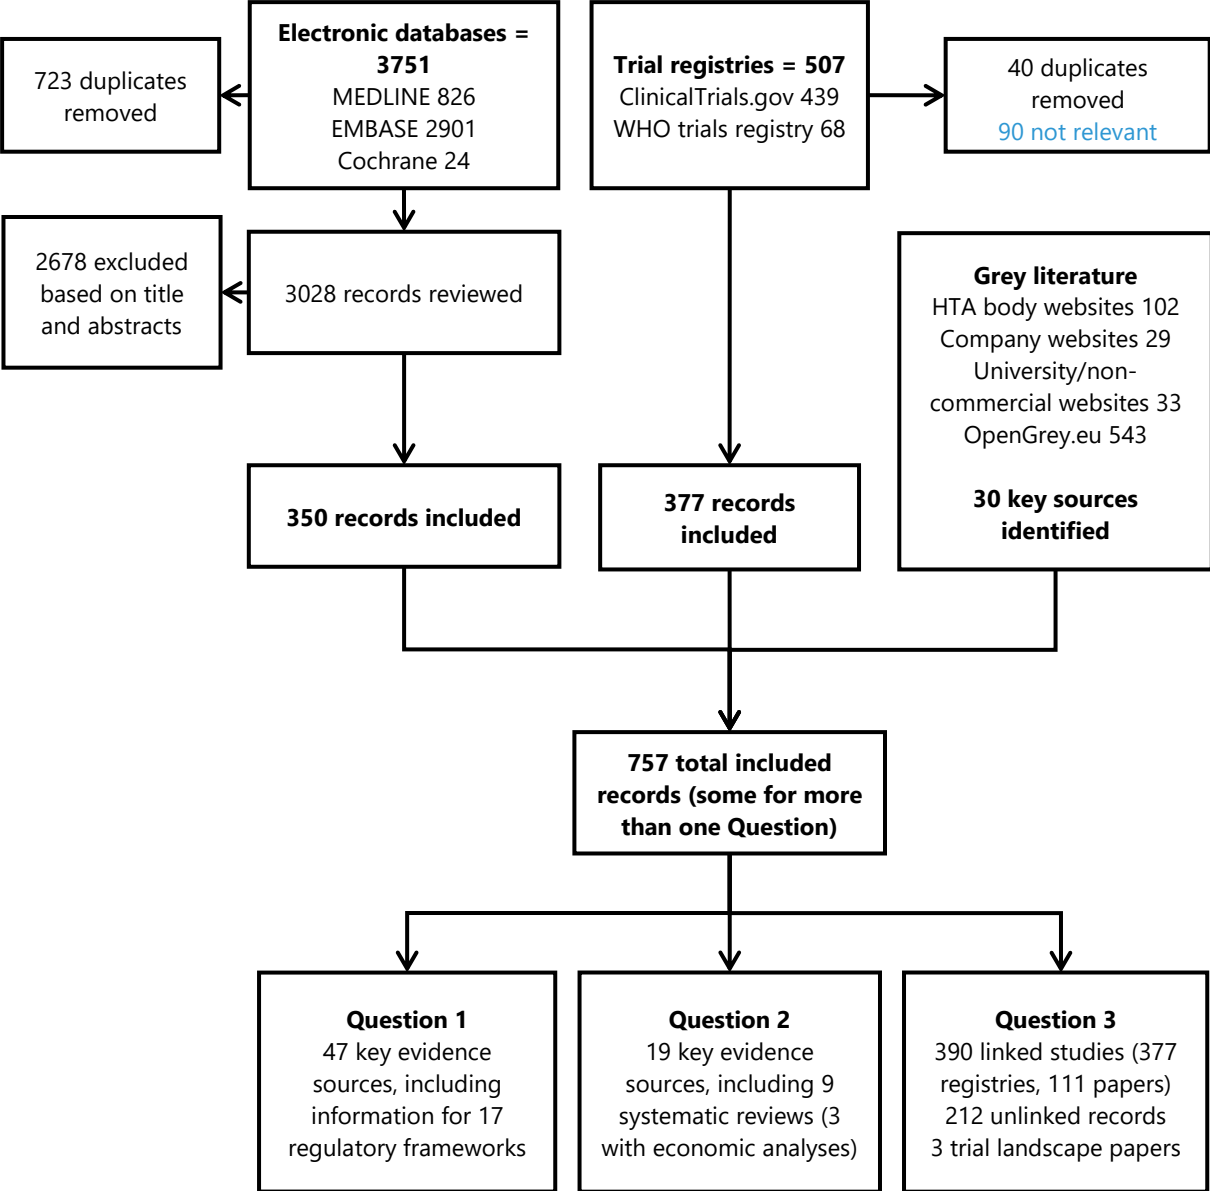 Electronic databases =
3751
MEDLINE 826
EMBASE 2901
Cochrane 24
723 duplicates
removed
Trial registries = 507
ClinicalTrials.gov 439
WHO trials registry 68
40 duplicates
removed
90 not relevant
2678 excluded
based on title
and abstracts
3028 records reviewed
Grey literature
HTA body websites 102
Company websites 29
University/non-
commercial websites 33
OpenGrey.eu 543
30 key sources
identified
350 records included
377 records
included
757 total included
records (some for more
than one Question)
Question 1
47 key evidence
sources, including
information for 17
regulatory frameworks
Question 2
19 key evidence
sources, including 9
systematic reviews (3
with economic analyses)
Question 3
390 linked studies (377
registries, 111 papers)
212 unlinked records
3 trial landscape papers